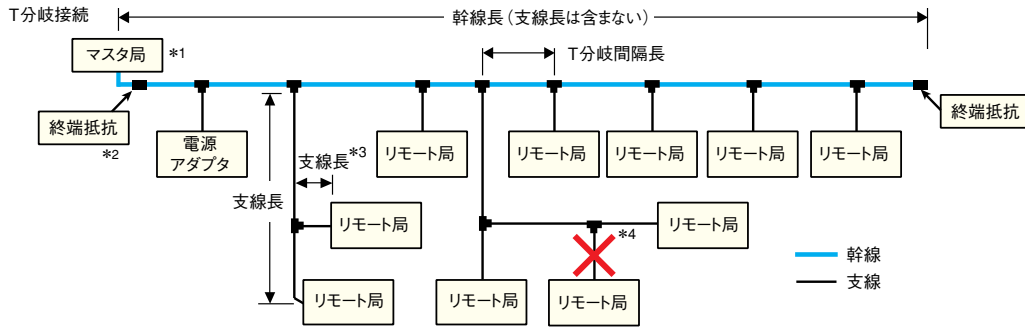 T分岐接続
幹線長(支線長は含まない)
マスタ局 *1
T分岐間隔長
終端抵抗
*2
電源
アダプタ
リモート局
リモート局
リモート局
リモート局
リモート局
終端抵抗
支線長*3
支線長
リモート局
リモート局
*4
幹線
支線
リモート局
リモート局
リモート局